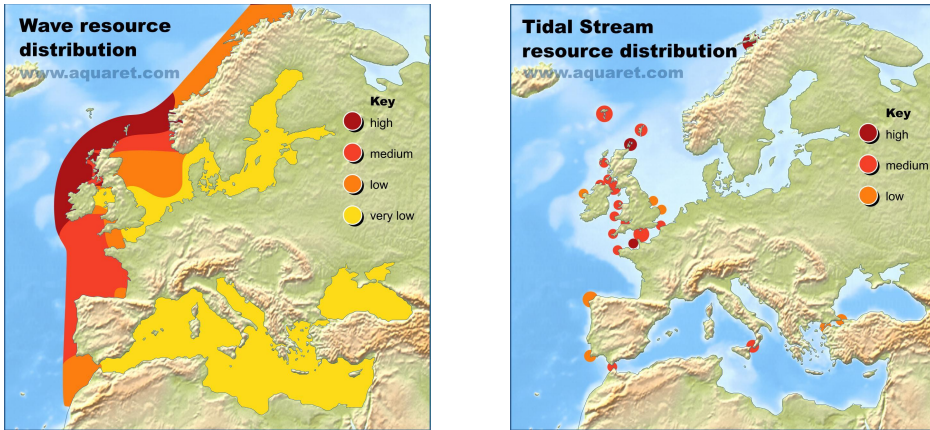 Wave resource
distribution
www.aquaret.com
Key
high
medium
low
very low
Tidal Stream
resource distribution
www.aquaret.com
Key
high
medium
low